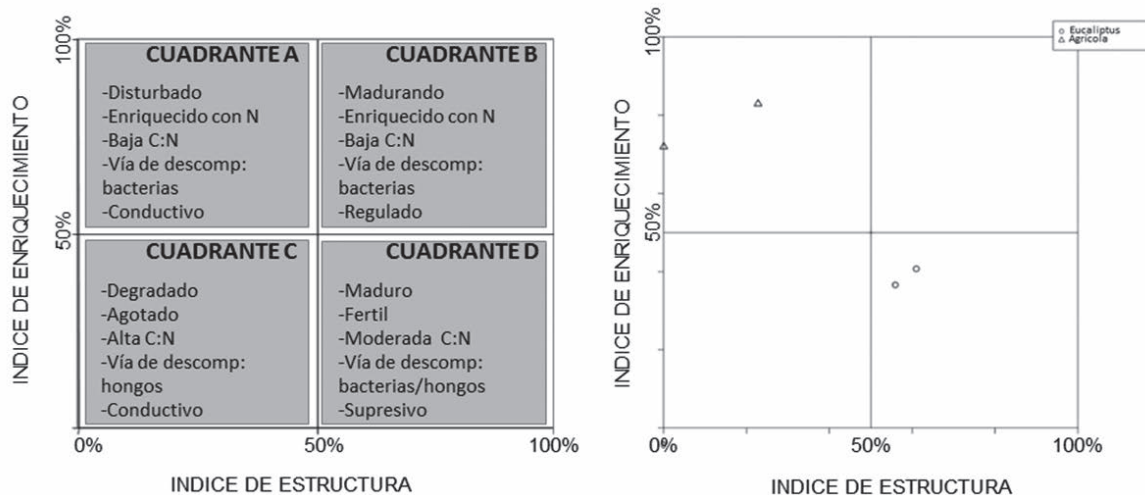 100%
CUADRANTE A
-Disturbado
-Enriquecido con N
-Baja C:N
-Vía de descomp:
bacterias
-Conductivo
CUADRANTE B
-Madurando
-Enriquecido con N
-Baja C:N
-Vía de descomp:
bacterias
-Regulado
50%
CUADRANTE C
-Degradado
-Agotado
-Alta C:N
-Vía de descomp:
hongos
-Conductivo
CUADRANTE D
-Maduro
-Fertil
-Moderada C:N
-Vía de descomp:
bacterias/hongos
-Supresivo
INDICE DE ENRIQUECIMIENTO
0%
50%
100%
INDICE DE ESTRUCTURA
Eucaliptus
Agricola
100%
50%
INDICE DE ENRIQUECIMIENTO
0%
50%
100%
INDICE DE ESTRUCTURA